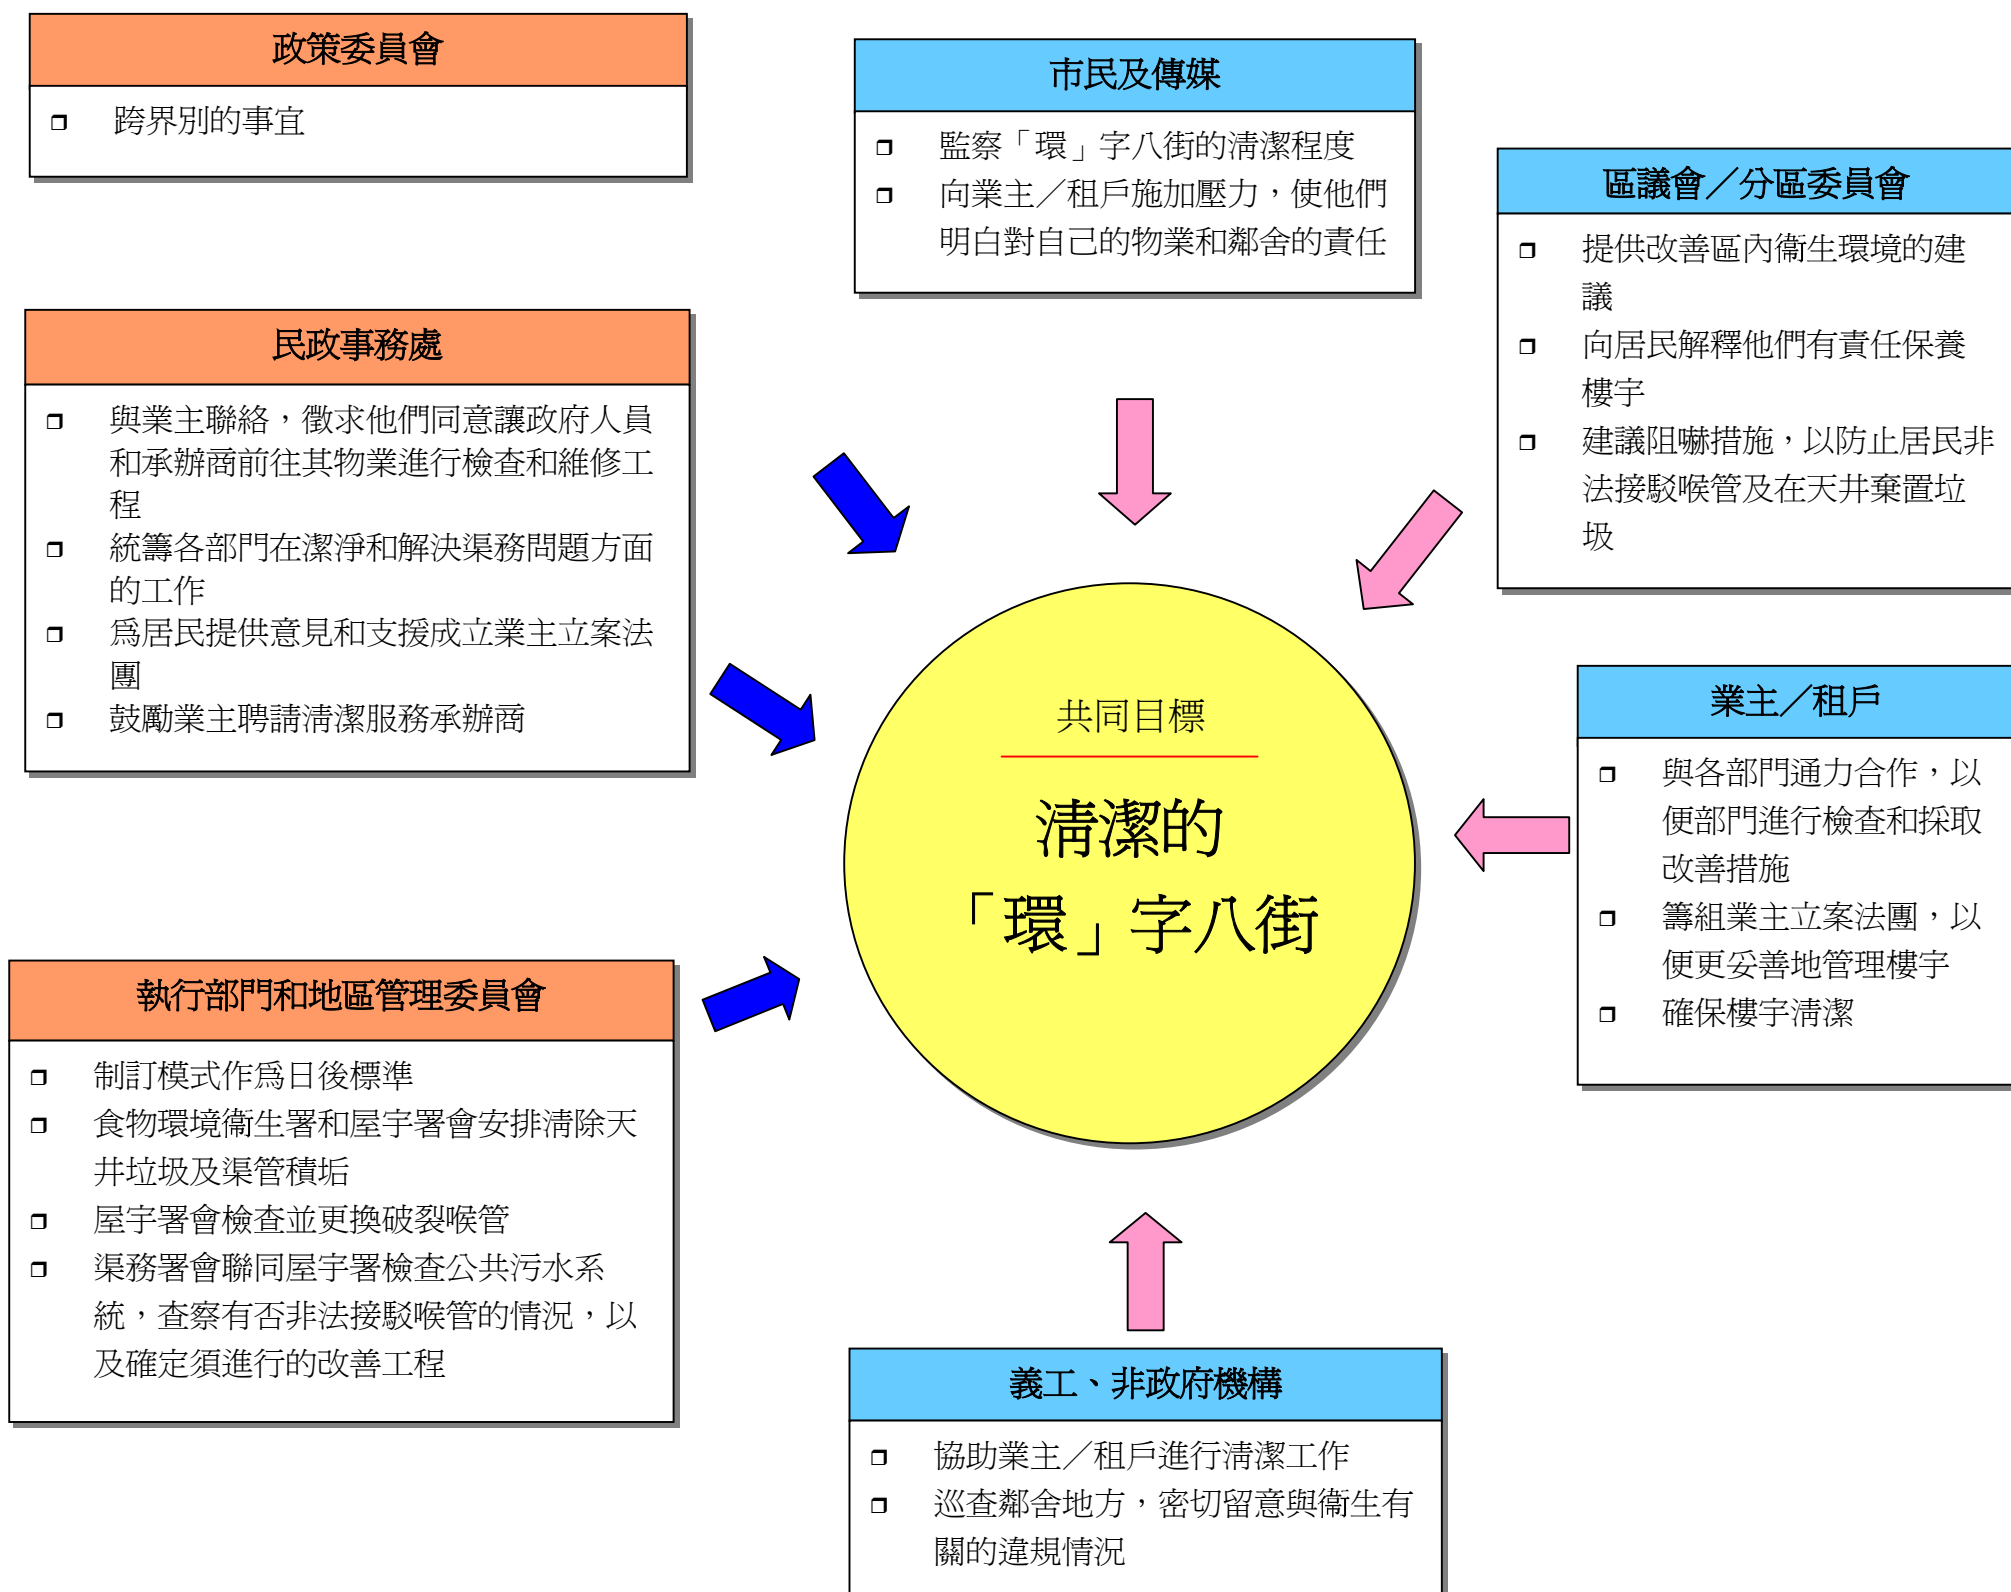 政策委員會
跨界別的事宜
市民及傳媒
監察「環」字八街的清潔程度
向業主／租戶施加壓力，使他們
明白對自己的物業和鄰舍的責任
區議會／分區委員會
提供改善區內衞生環境的建
議
向居民解釋他們有責任保養
樓宇
建議阻嚇措施，以防止居民非
法接駁喉管及在天井棄置垃
圾
民政事務處
與業主聯絡，徵求他們同意讓政府人員
和承辦商前往其物業進行檢查和維修工
程
統籌各部門在潔淨和解決渠務問題方面
的工作
為居民提供意見和支援成立業主立案法
團
鼓勵業主聘請清潔服務承辦商
共同目標
清潔的
「環」字八街
業主／租戶
與各部門通力合作，以
便部門進行檢查和採取
改善措施
籌組業主立案法團，以
便更妥善地管理樓宇
確保樓宇清潔
執行部門和地區管理委員會
制訂模式作為日後標準
食物環境衞生署和屋宇署會安排清除天
井垃圾及渠管積垢
屋宇署會檢查並更換破裂喉管
渠務署會聯同屋宇署檢查公共污水系
統，查察有否非法接駁喉管的情況，以
及確定須進行的改善工程
義工、非政府機構
協助業主／租戶進行清潔工作
巡查鄰舍地方，密切留意與衞生有
關的違規情況